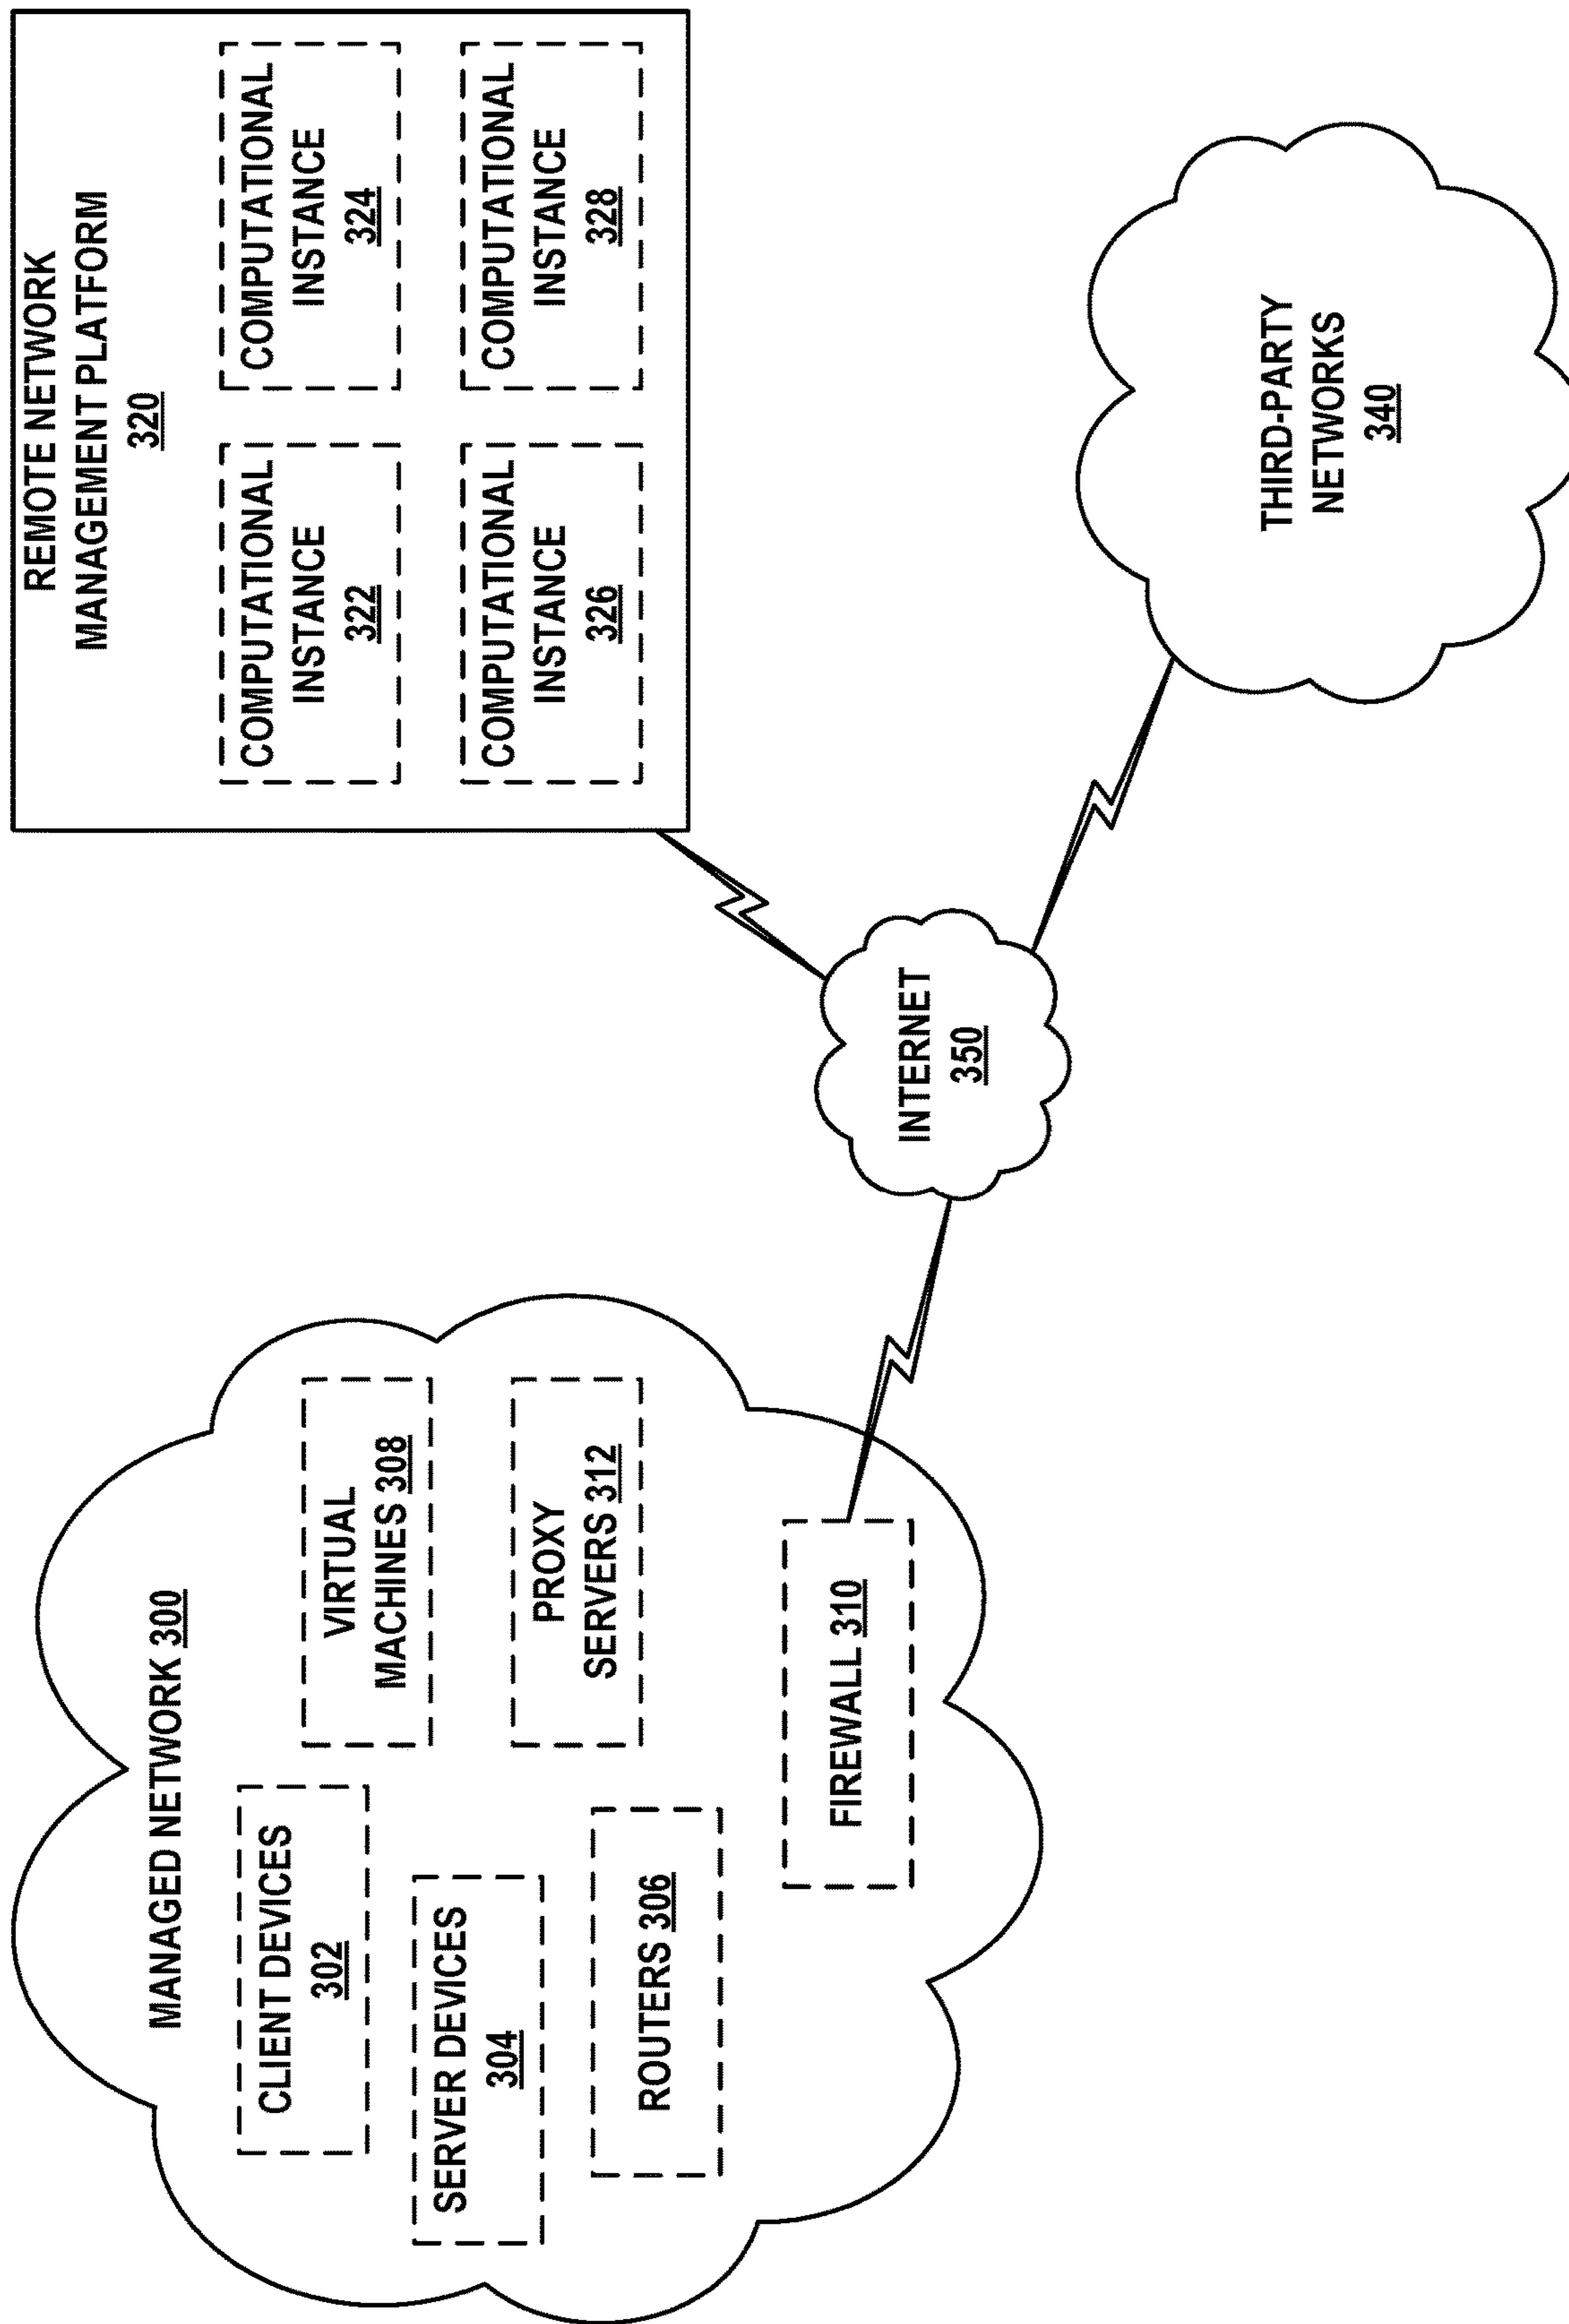 MANAGED NETWORK 300
CLIENT DEVICES
302
VIRTUAL
MACHINES 308
SERVER DEVICES
304
PROXY
SERVERS 312
ROUTERS 306
FIREWALL 310
INTERNET
350
REMOTE NETWORK
MANAGEMENT PLATFORM
320
COMPUTATIONAL
INSTANCE
322
COMPUTATIONAL
INSTANCE
324
COMPUTATIONAL
INSTANCE
326
COMPUTATIONAL
INSTANCE
328
THIRD-PARTY
NETWORKS
340